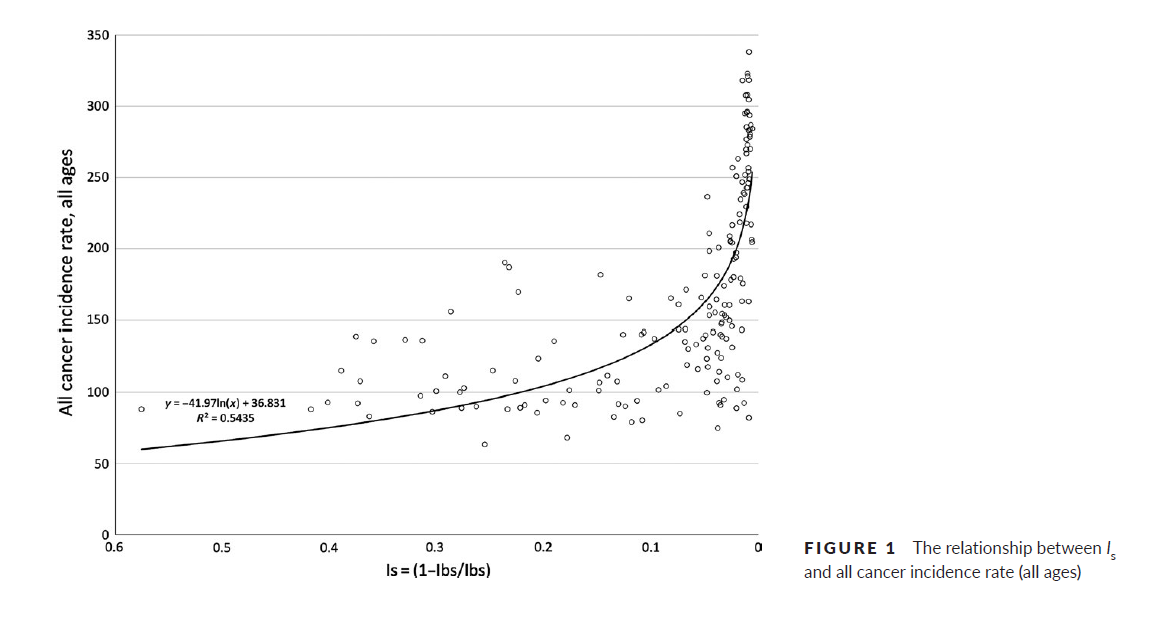 350
300
250
200
150
100
50
0
All cancer incidence rate, all ages
y = −41.97ln(x) + 36.831
R² = 0.5435
0.6 0.5 0.4 0.3 0.2 0.1 0
Is = (1–Ibs/Ibs)
FIGURE 1 The relationship between Is
and all cancer incidence rate (all ages)